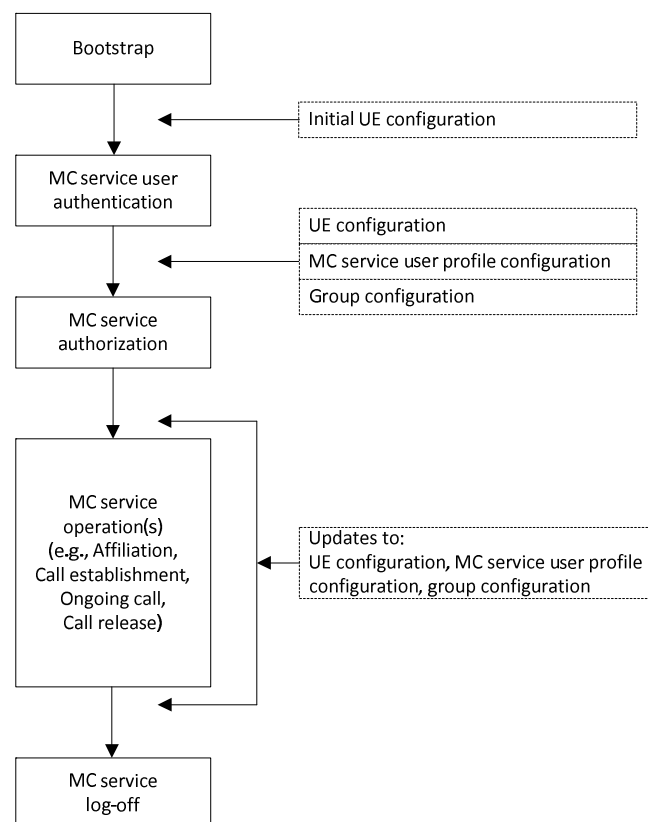 Bootstrap
Initial UE configuration
MC service user
authentication
UE configuration
MC service user profile configuration
Group configuration
MC service
authorization
MC service
operation(s)
(e.g., Affiliation,
Call establishment,
Ongoing call,
Call release)
Updates to:
UE configuration, MC service user profile
configuration, group configuration
MC service
log-off